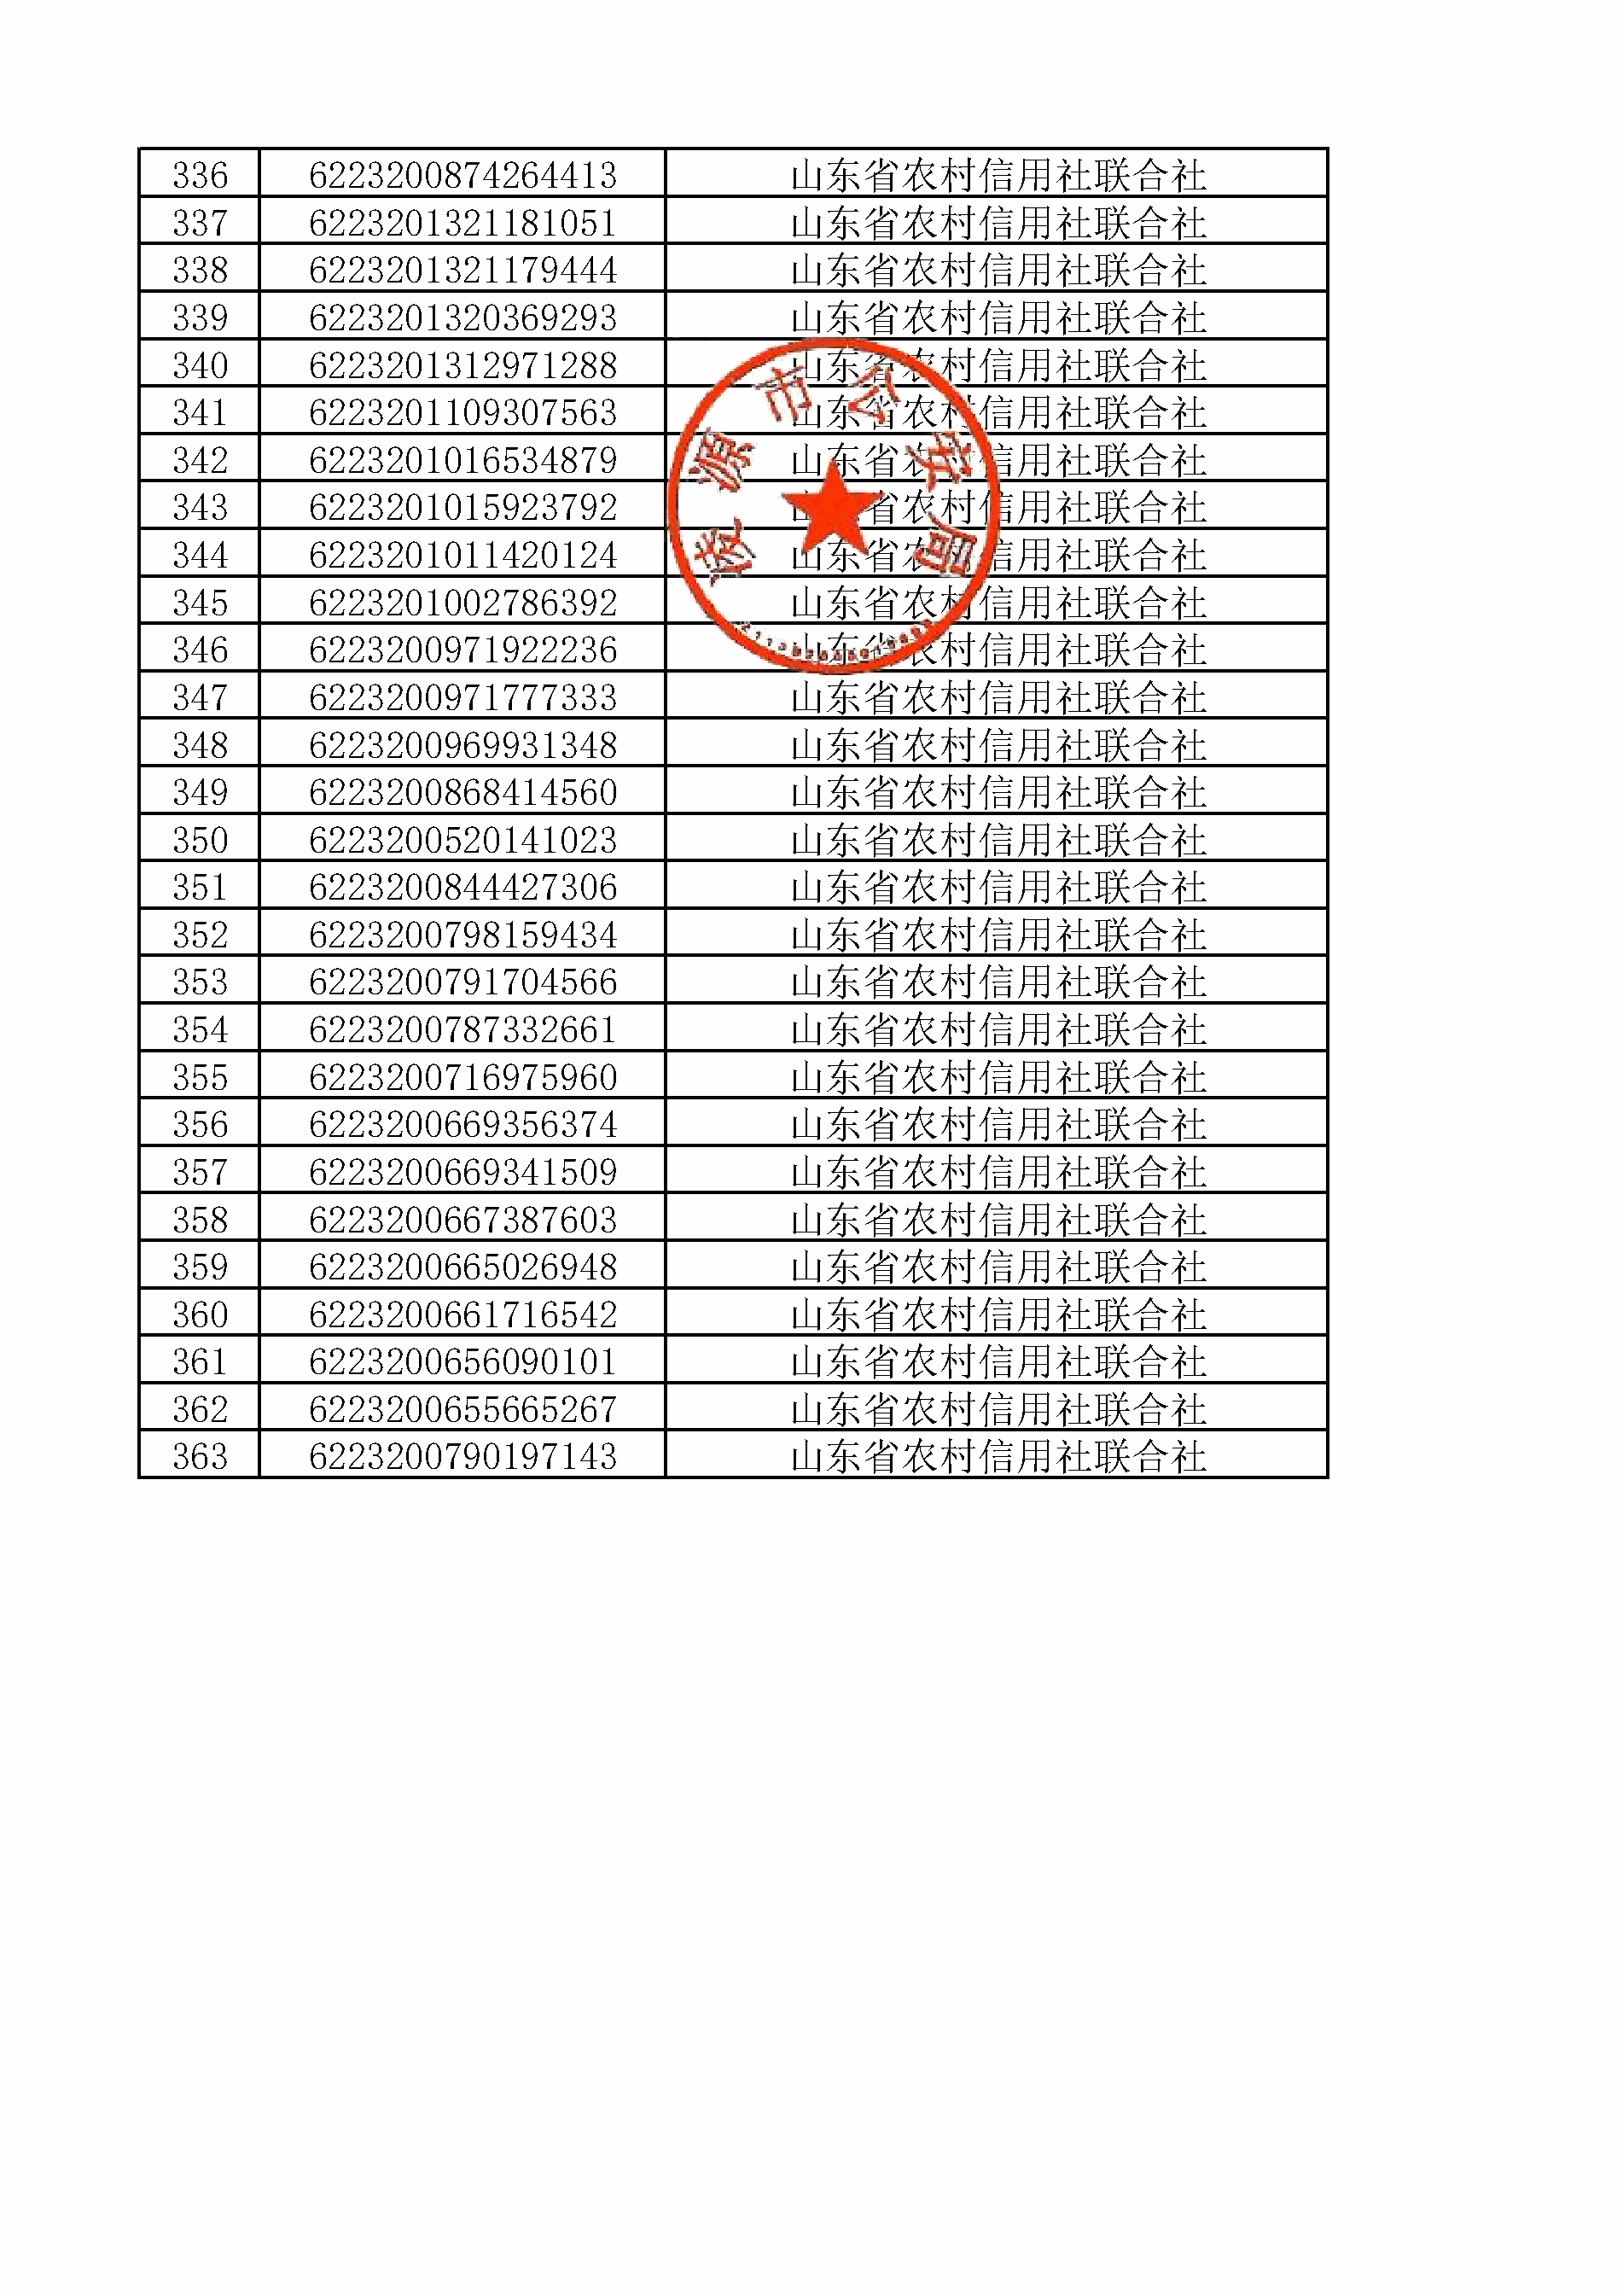 336 6223200874264413 山东省农村信用社联合社
337 6223201321181051 山东省农村信用社联合社
338 6223201321179444 山东省农村信用社联合社
339 6223201320369293 山东省农村信用社联合社
340 6223201312971288 山东省农村信用社联合社
341 6223201109307563 山东省农村信用社联合社
342 6223201016534879 山东省农村信用社联合社
343 6223201015923792 山东省农村信用社联合社
344 6223201011420124 山东省农村信用社联合社
345 6223201002786392 山东省农村信用社联合社
346 6223200971922236 山东省农村信用社联合社
347 6223200971777333 山东省农村信用社联合社
348 6223200969931348 山东省农村信用社联合社
349 6223200868414560 山东省农村信用社联合社
350 6223200520141023 山东省农村信用社联合社
351 6223200844427306 山东省农村信用社联合社
352 6223200798159434 山东省农村信用社联合社
353 6223200791704566 山东省农村信用社联合社
354 6223200787332661 山东省农村信用社联合社
355 6223200716975960 山东省农村信用社联合社
356 6223200669356374 山东省农村信用社联合社
357 6223200669341509 山东省农村信用社联合社
358 6223200667387603 山东省农村信用社联合社
359 6223200665026948 山东省农村信用社联合社
360 6223200661716542 山东省农村信用社联合社
361 6223200656090101 山东省农村信用社联合社
362 6223200655665267 山东省农村信用社联合社
363 6223200790197143 山东省农村信用社联合社
凌源市公安局